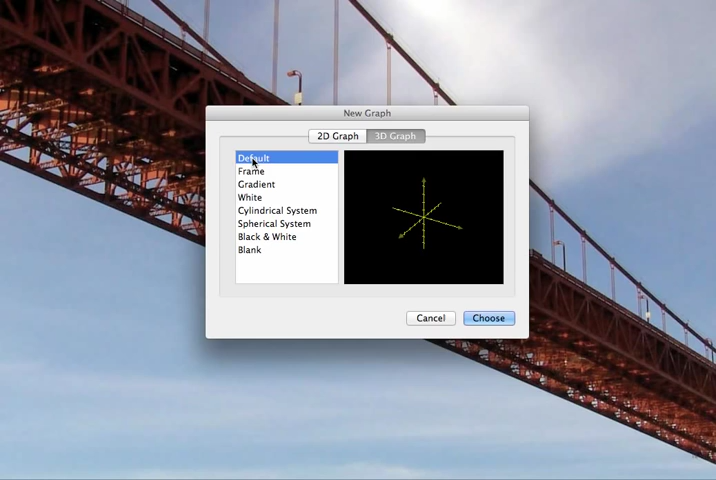 New Graph
2D Graph 3D Graph
Default
Frame
Gradient
White
Cylindrical System
Spherical System
Black & White
Blank
Cancel Choose